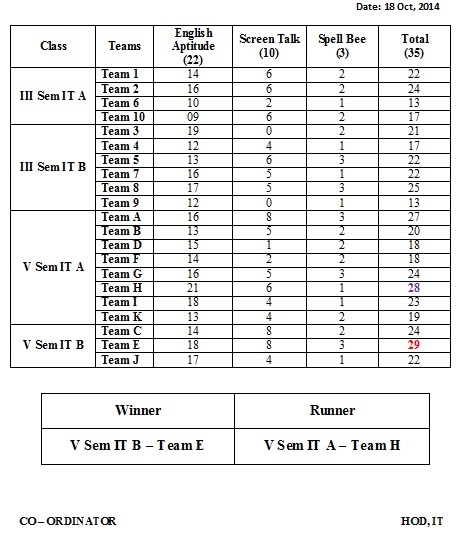 Date: 18 Oct, 2014
Class Teams English Aptitude (22) Screen Talk (10) Spell Bee (3) Total (35)
III Sem IT A Team 1 14 6 2 22
Team 2 16 6 2 24
Team 6 10 2 1 13
Team 10 09 6 2 17
III Sem IT B Team 3 19 0 2 21
Team 4 12 4 1 17
Team 5 13 6 3 22
Team 7 16 5 1 22
Team 8 17 5 3 25
Team 9 12 0 1 13
V Sem IT A Team A 16 8 3 27
Team B 13 5 2 20
Team D 15 1 2 18
Team F 14 2 2 18
Team G 16 5 3 24
Team H 21 6 1 28
Team I 18 4 1 23
Team K 13 4 2 19
V Sem IT B Team C 14 8 2 24
Team E 18 8 3 29
Team J 17 4 1 22
Winner Runner
V Sem IT B – Team E V Sem IT A – Team H
CO – ORDINATOR HOD, IT